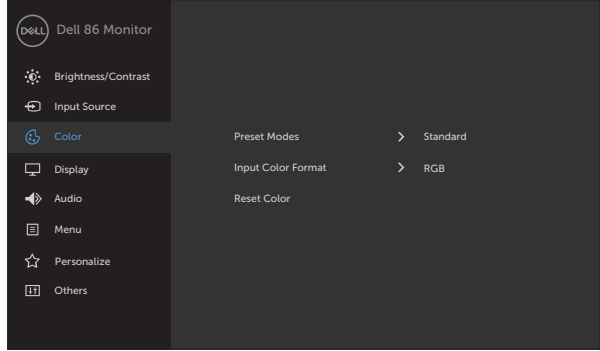 DELL Dell 86 Monitor
Brightness/Contrast
Input Source
Color
Preset Modes > Standard
Display
Input Color Format > RGB
Audio
Reset Color
Menu
Personalize
Others